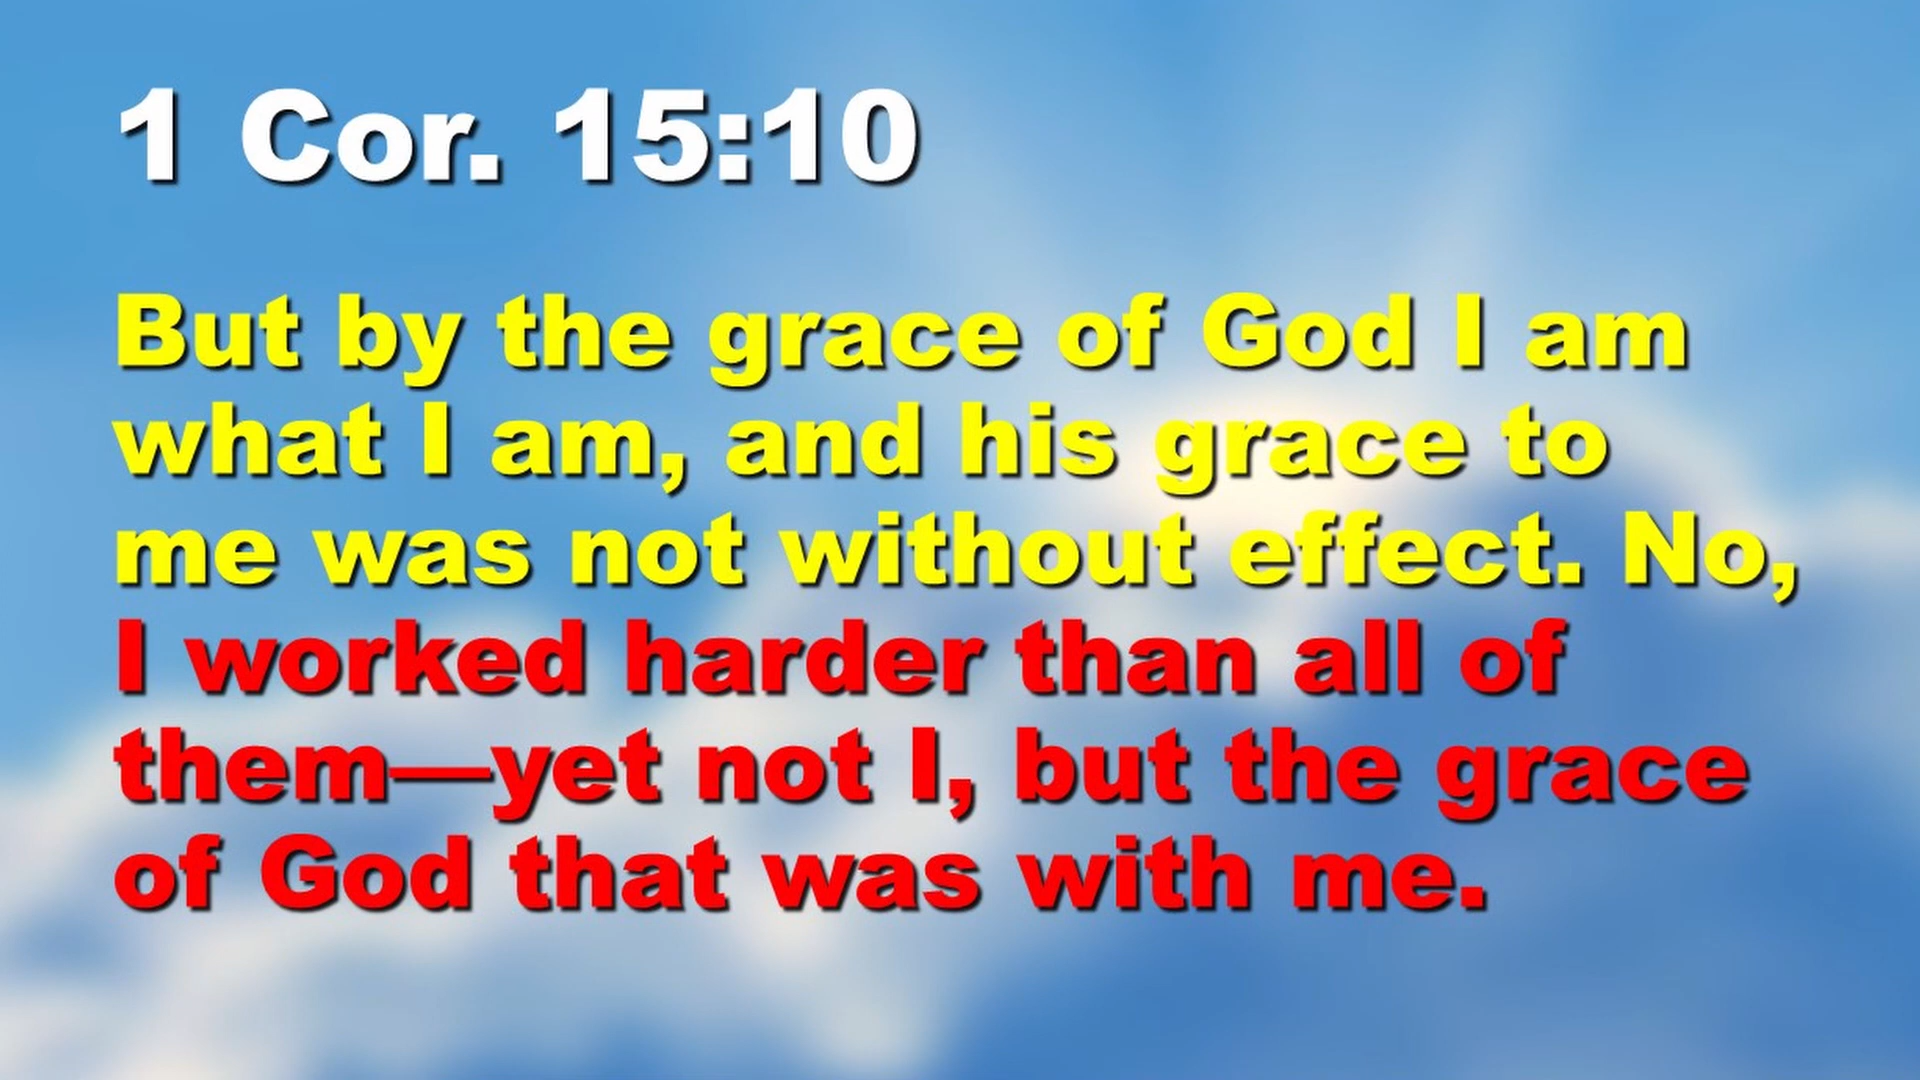 1 Cor. 15:10
But by the grace of God I am
what I am, and his grace to
me was not without effect. No,
I worked harder than all of
them—yet not I, but the grace
of God that was with me.